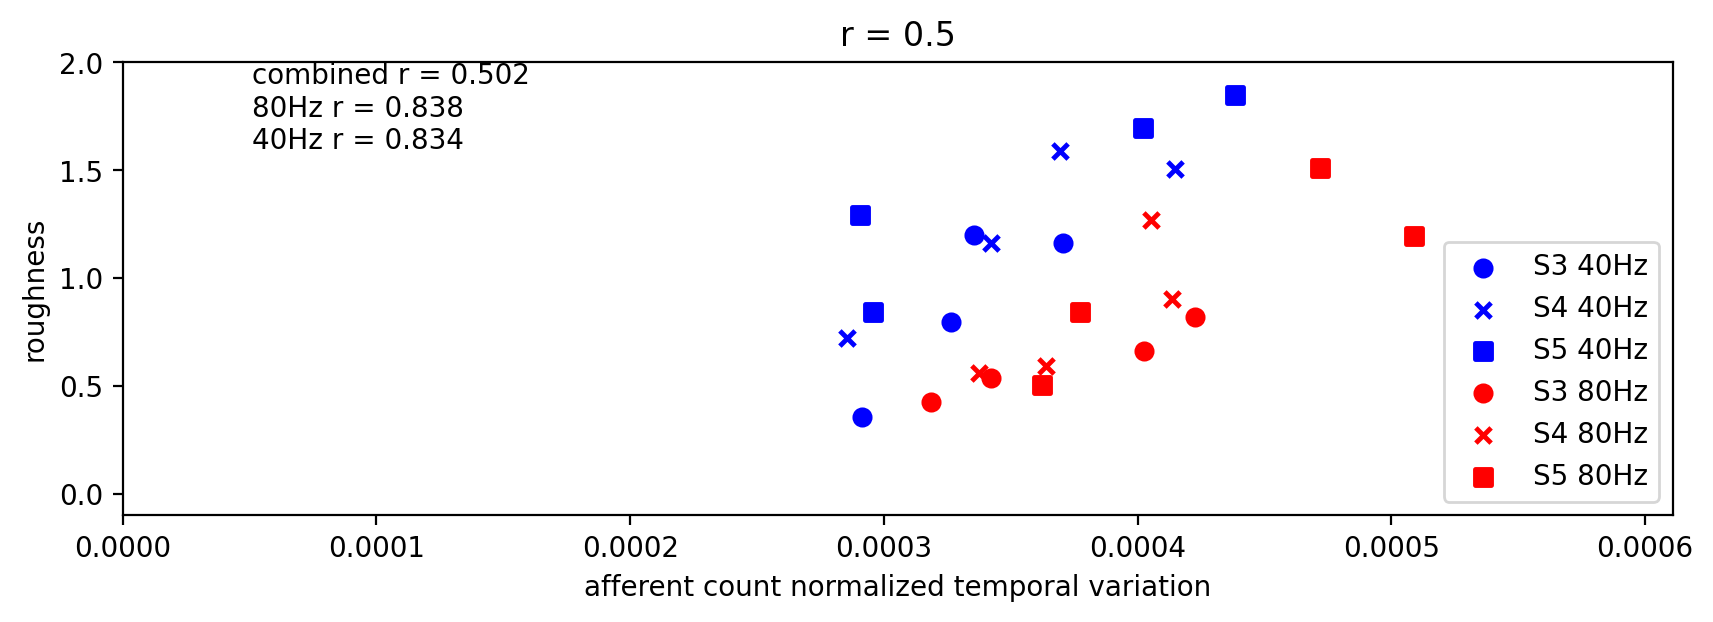 r = 0.5
combined r = 0.502
80Hz r = 0.838
40Hz r = 0.834
2.0
1.5
1.0
0.5
0.0
roughness
S3 40Hz
S4 40Hz
S5 40Hz
S3 80Hz
S4 80Hz
S5 80Hz
0.0000 0.0001 0.0002 0.0003 0.0004 0.0005 0.0006
afferent count normalized temporal variation